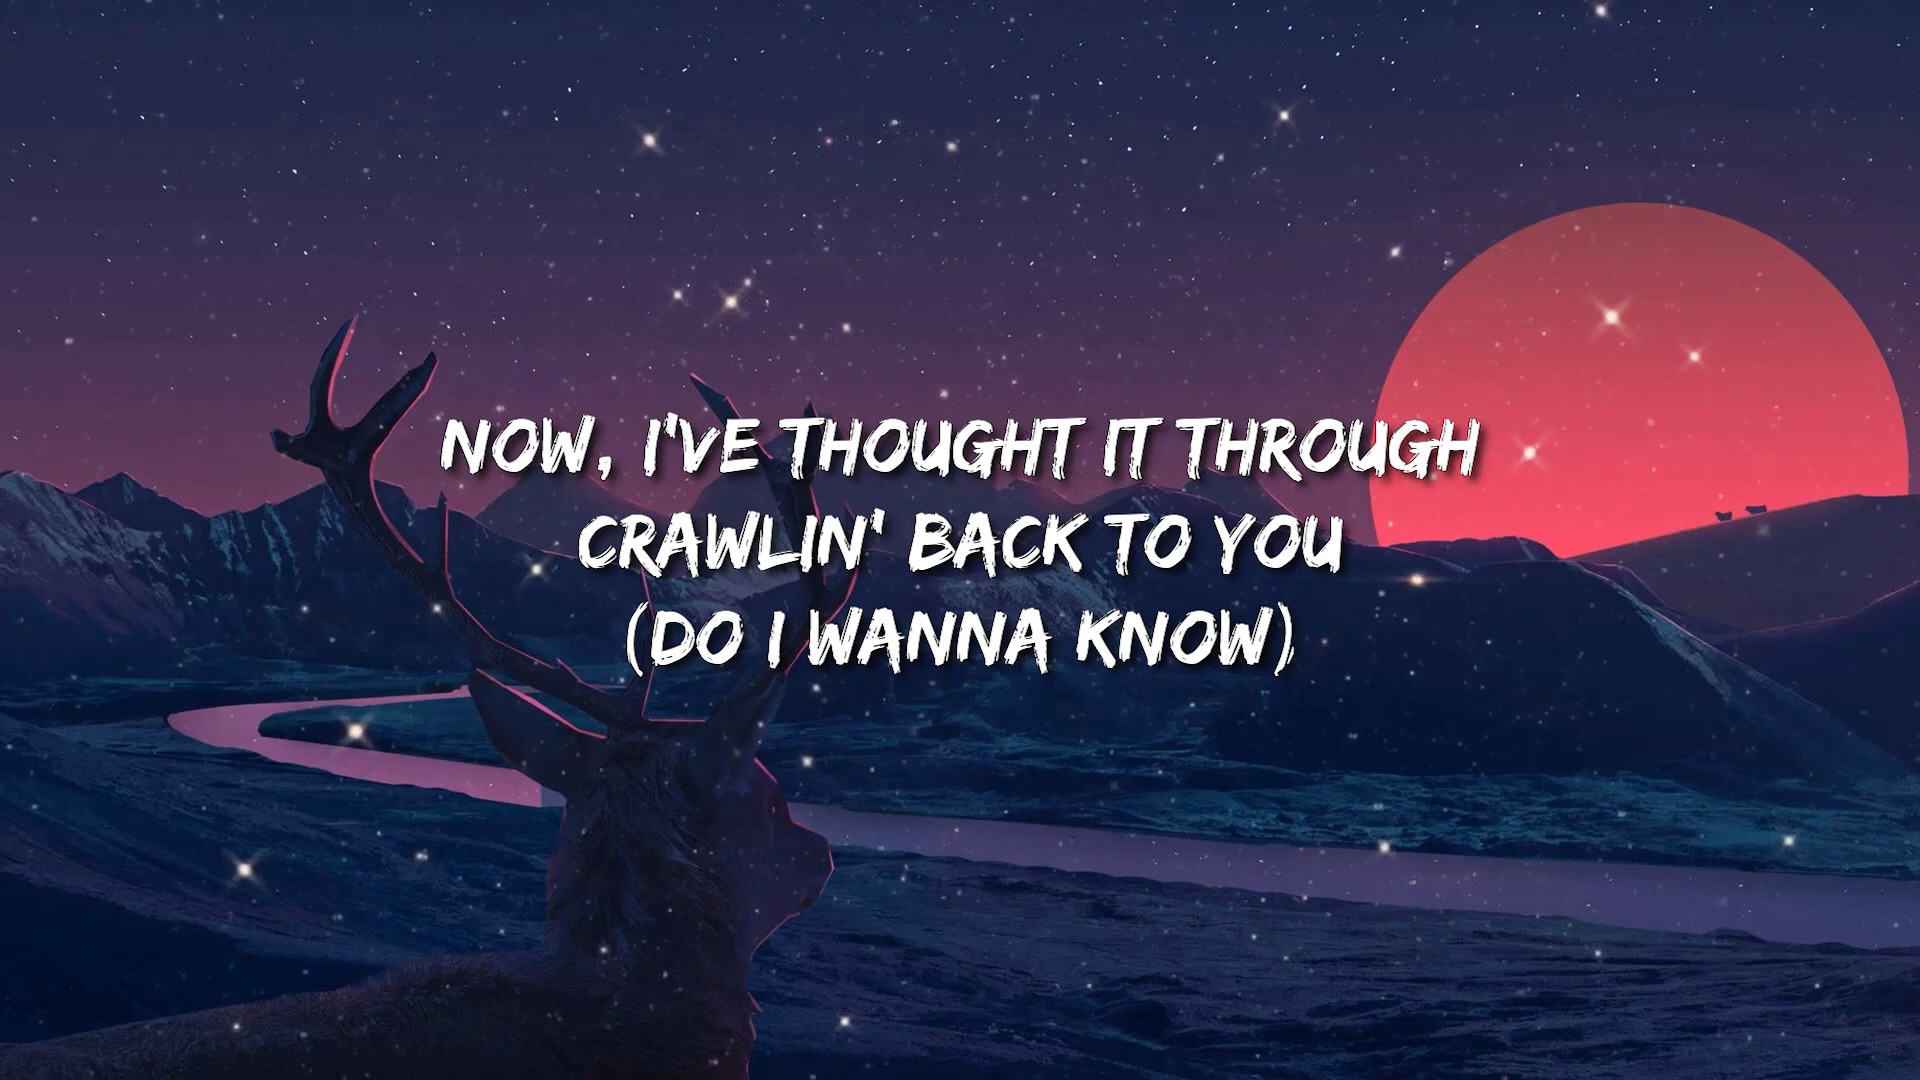 NOW, I'VE THOUGHT IT THROUGH
CRAWLIN' BACK TO YOU
(DO I WANNA KNOW)